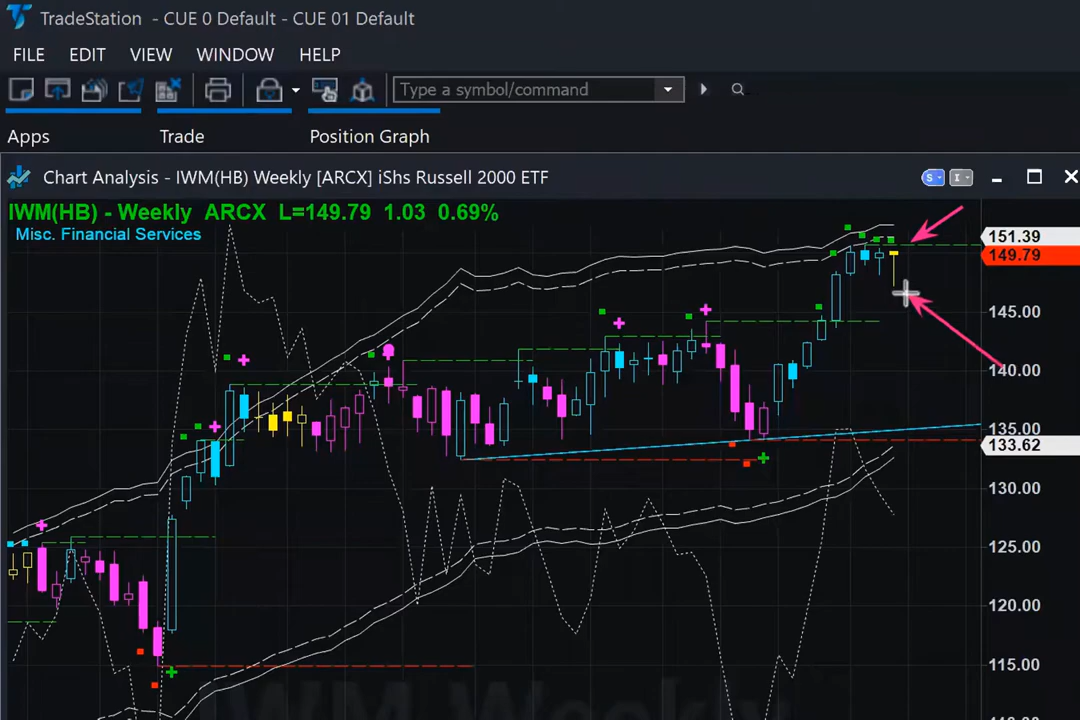 TradeStation - CUE 0 Default - CUE 01 Default
FILE EDIT VIEW WINDOW HELP
Type a symbol/command
Apps Trade Position Graph
Chart Analysis - IWM(HB) Weekly [ARCX] iShs Russell 2000 ETF
S I
IWM(HB) - Weekly ARCX L=149.79 1.03 0.69%
Misc. Financial Services
151.39
149.79
145.00
140.00
135.00
133.62
130.00
125.00
120.00
115.00
IWM Weekly